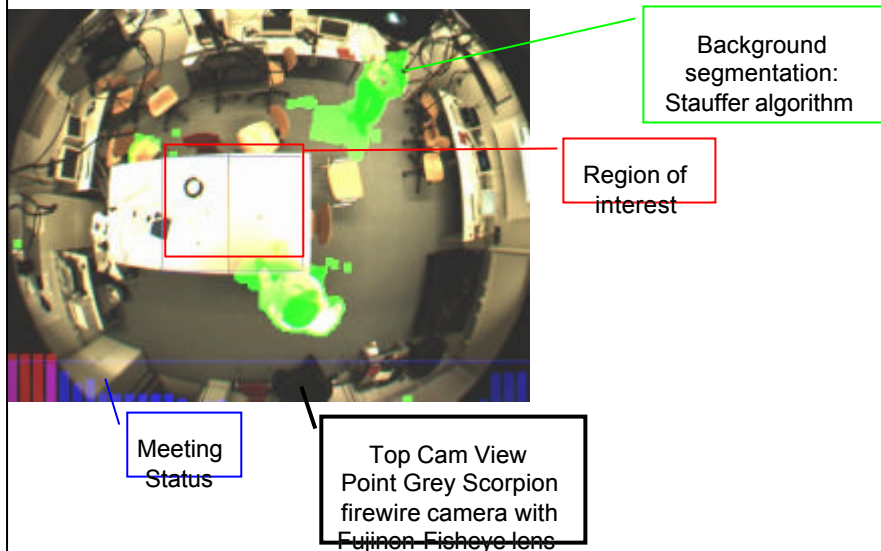 Background
segmentation:
Stauffer algorithm
Region of
interest
Meeting
Status
Top Cam View
Point Grey Scorpion
firewire camera with
Fujinon Fisheye lens